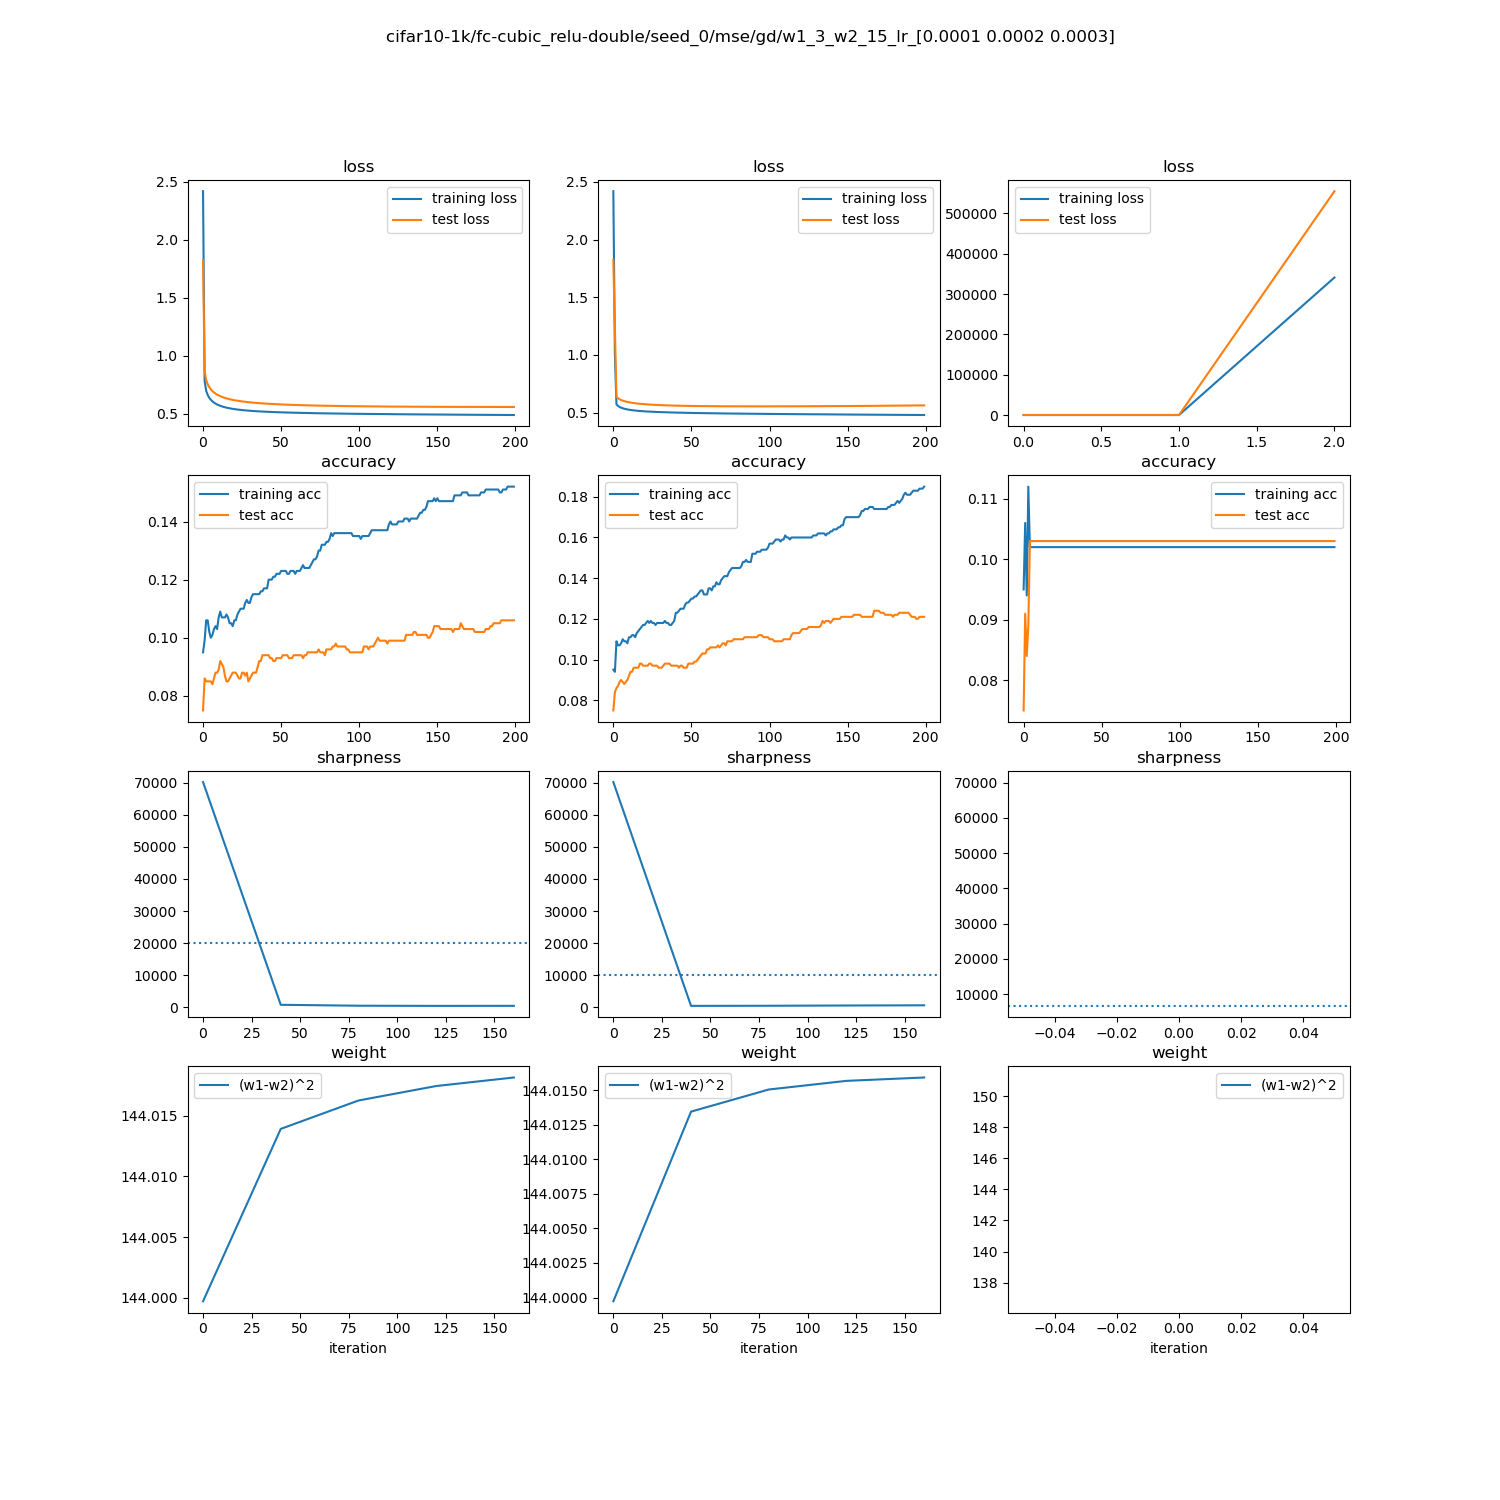 cifar10-1k/fc-cubic_relu-double/seed_0/mse/gd/w1_3_w2_15_lr_[0.0001 0.0002 0.0003]
loss
2.5
2.0
1.5
1.0
0.5
training loss
test loss
0 50 100 150 200
loss
2.5
2.0
1.5
1.0
0.5
training loss
test loss
0 50 100 150 200
loss
500000
400000
300000
200000
100000
0
training loss
test loss
0.0 0.5 1.0 1.5 2.0
accuracy
0.14
0.12
0.10
0.08
training acc
test acc
0 50 100 150 200
accuracy
0.18
0.16
0.14
0.12
0.10
0.08
training acc
test acc
0 50 100 150 200
accuracy
0.11
0.10
0.09
0.08
training acc
test acc
0 50 100 150 200
sharpness
70000
60000
50000
40000
30000
20000
10000
0
0 25 50 75 100 125 150
sharpness
70000
60000
50000
40000
30000
20000
10000
0
0 25 50 75 100 125 150
sharpness
70000
60000
50000
40000
30000
20000
10000
−0.04 −0.02 0.00 0.02 0.04
weight
144.015
144.010
144.005
144.000
(w1-w2)^2
0 25 50 75 100 125 150
iteration
weight
144.0150
144.0125
144.0100
144.0075
144.0050
144.0025
144.0000
(w1-w2)^2
0 25 50 75 100 125 150
iteration
weight
150
148
146
144
142
140
138
(w1-w2)^2
−0.04 −0.02 0.00 0.02 0.04
iteration